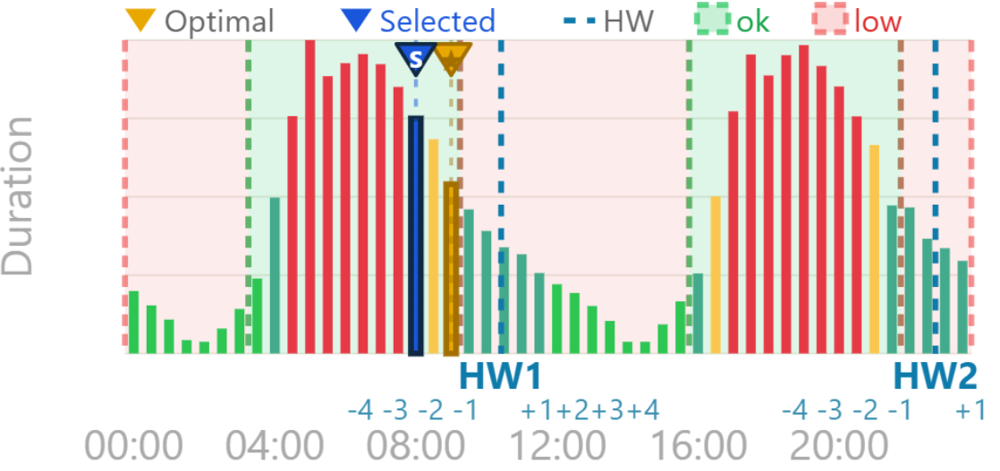 Optimal Selected HW ok low
S
Duration
HW1 HW2
-4 -3 -2 -1 +1+2+3+4 -4 -3 -2 -1 +1
00:00 04:00 08:00 12:00 16:00 20:00